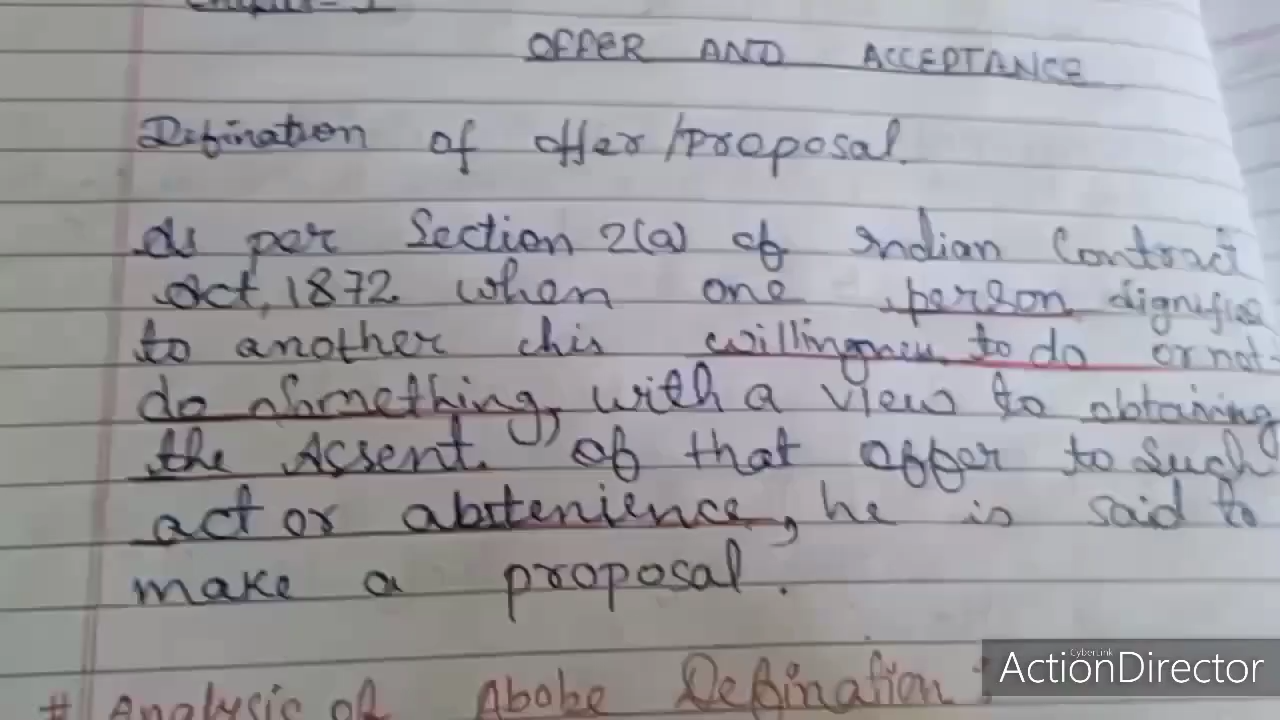 OFFER AND ACCEPTANCE
Defination of offer/Proposal.
As per Section 2(a) of Indian Contract
Act, 1872 when one person signifies
to another his willingness to do or not
do Something, with a view to obtaining
the Assent of that offer to Such
act or abstenience, he is said to
make a proposal.
# Analysis of Abobe Defination :
CyberLink
ActionDirector